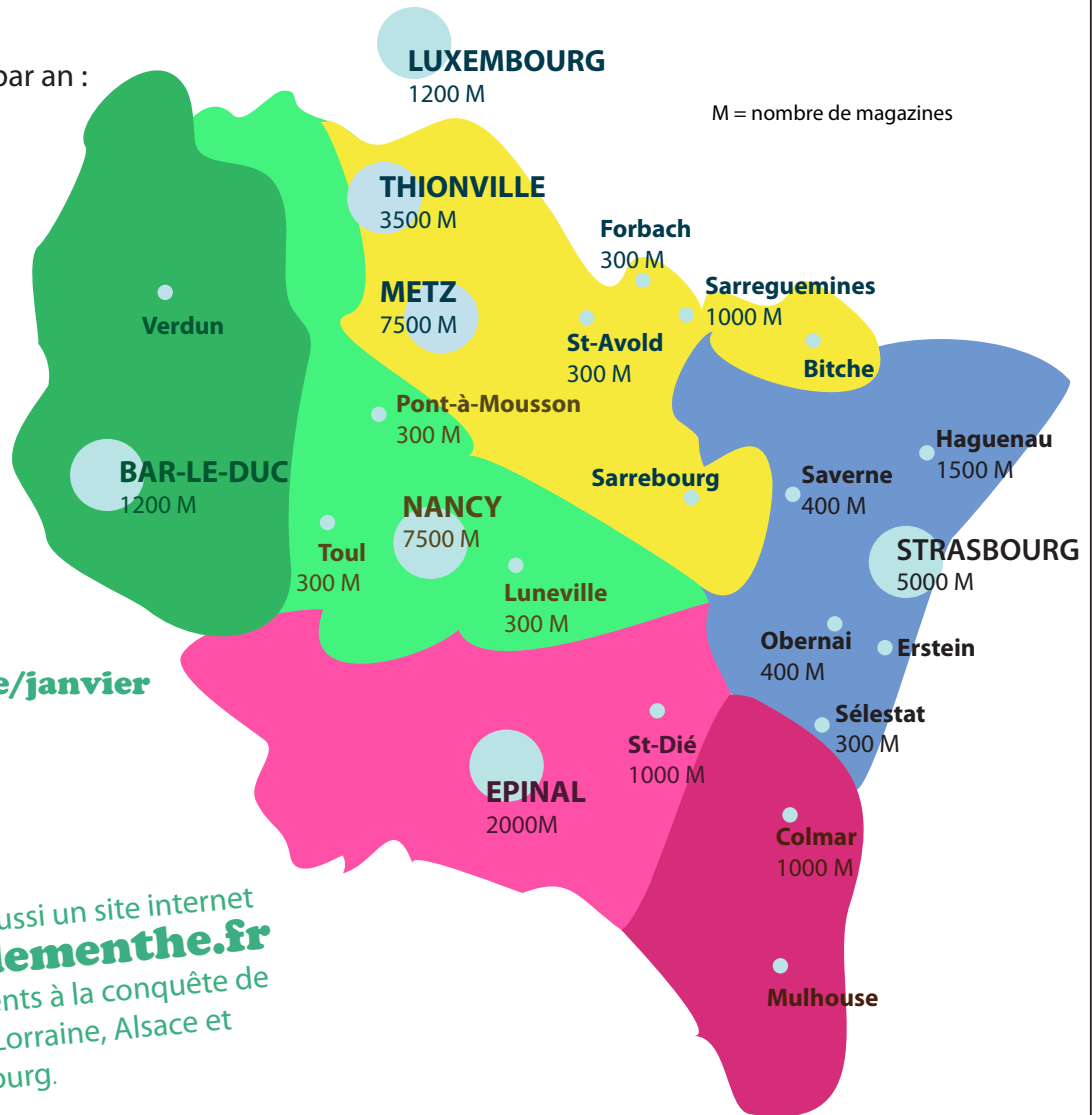 par an :
LUXEMBOURG
1200 M
M = nombre de magazines
THIONVILLE
3500 M
Forbach
300 M
METZ
7500 M
Sarreguemines
1000 M
Verdun
St-Avold
300 M
Bitche
Pont-à-Mousson
300 M
Haguenau
1500 M
BAR-LE-DUC
1200 M
Sarrebourg
Saverne
400 M
NANCY
7500 M
Toul
300 M
STRASBOURG
5000 M
Luneville
300 M
Obernai
400 M
Erstein
e/janvier
Sélestat
300 M
St-Dié
1000 M
EPINAL
2000M
Colmar
1000 M
ussi un site internet
lementhe.fr
ents à la conquête de
Lorraine, Alsace et
ourg.
Mulhouse